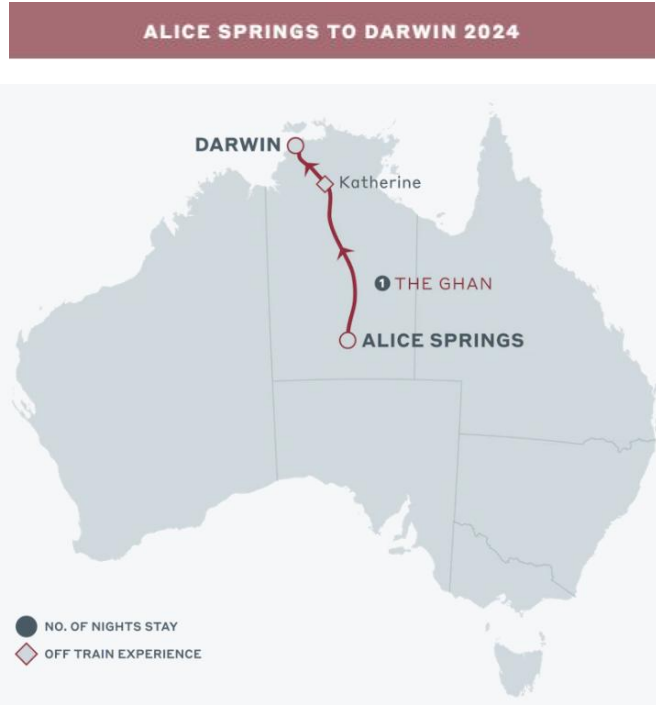 ALICE SPRINGS TO DARWIN 2024
DARWIN
Katherine
1 THE GHAN
ALICE SPRINGS
NO. OF NIGHTS STAY
OFF TRAIN EXPERIENCE